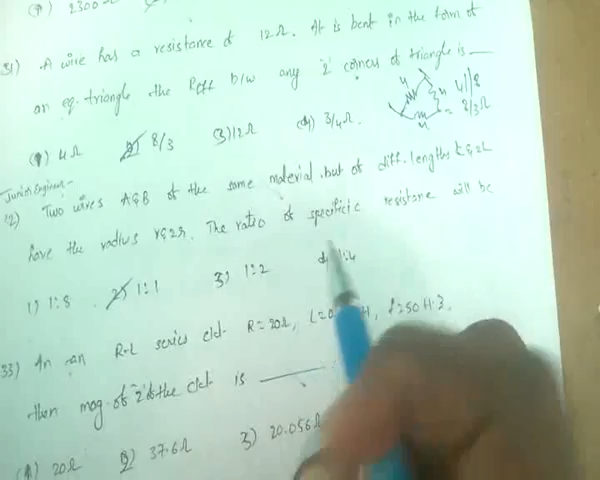 (1) 2300
31) A wire has a resistance of 12Ω. It is bent in the form of
an eq. triangle the Reff b/w any '2' corners of triangle is __
4 4 4 4||8
= 8/3Ω
(1) 4Ω 2) 8/3 (3) 12Ω (4) 3/4Ω.
Junior Engineer-
Two wires A&B of the same material. but of diff. lengths L&2L
have the radius r&2r. The ratio of specific resistane will be
1) 1:8 2) 1:1 3) 1:2
33) In an R-L series ckt R=20Ω, H, f=50 HZ.
then mag. of 'Z' of the ckt is ____
(1) 20Ω 2) 37.6Ω 3) 20.056Ω